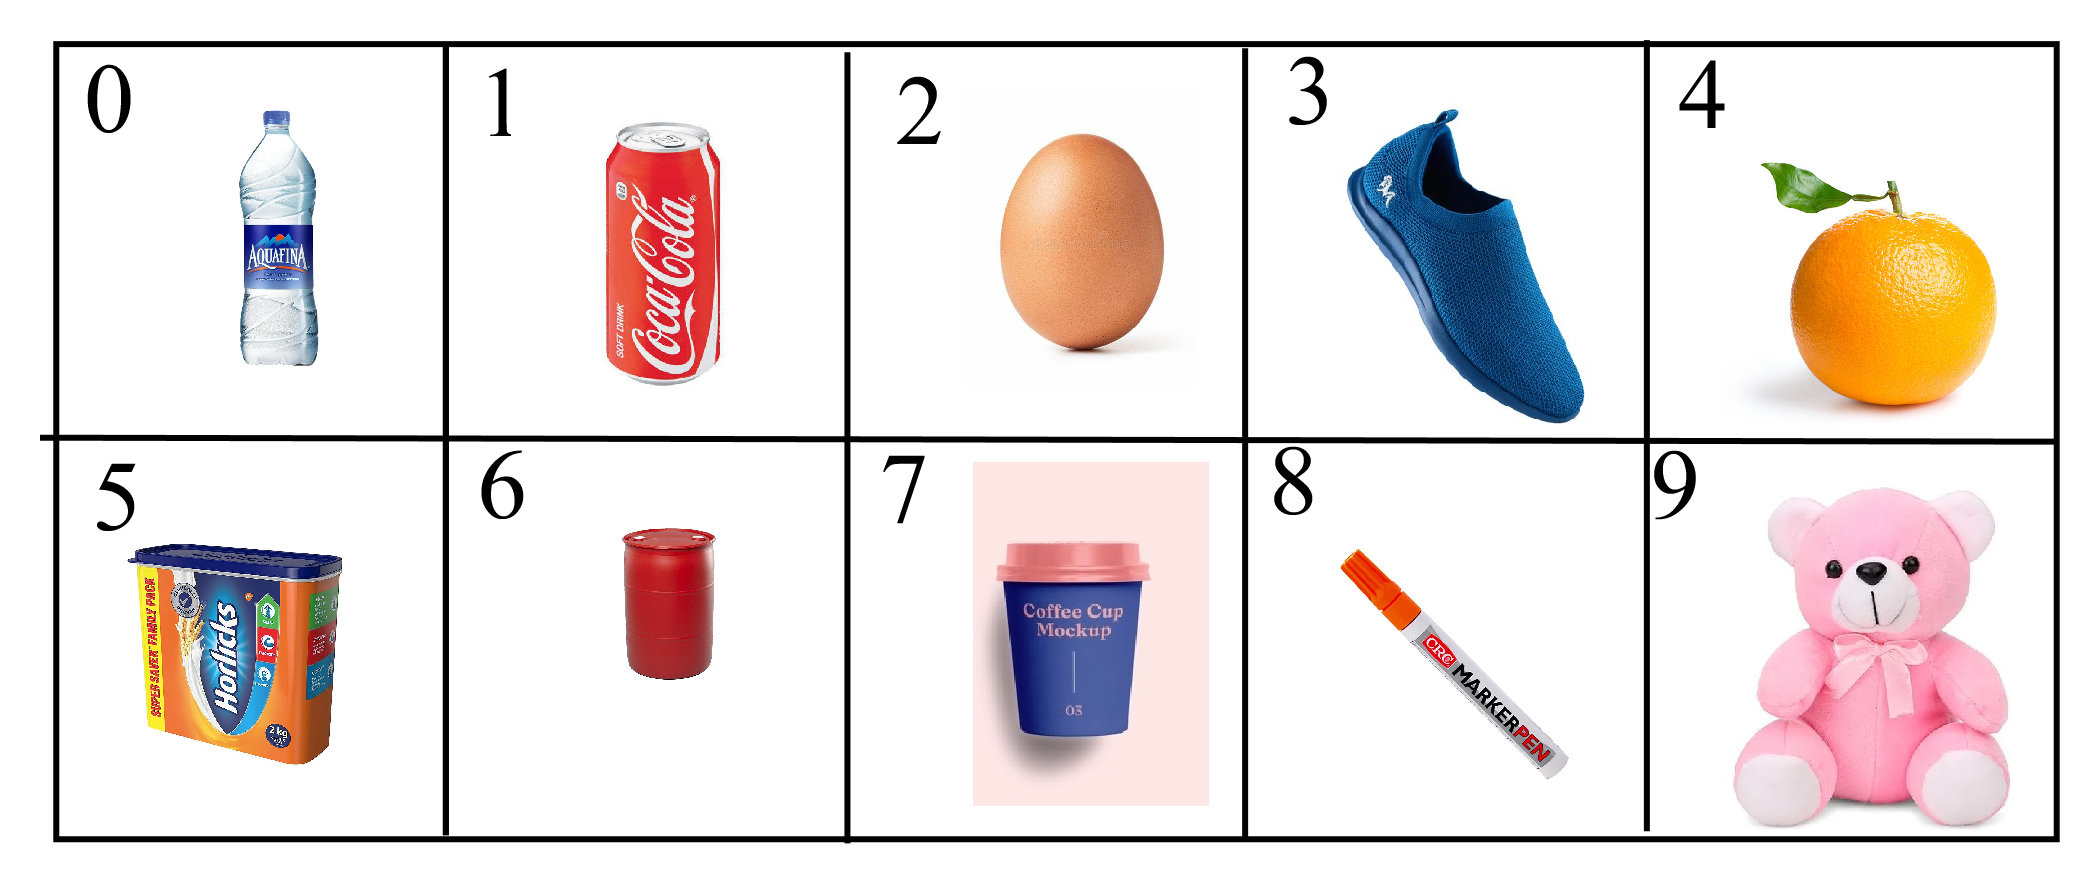 0
1
2
3
4
AQUAFINA
Coca-Cola
SOFT DRINK
5
6
7
8
9
SUPER SAVER FAMILY PACK
Horlicks
2 kg
Coffee Cup
Mockup
03
CRC MARKER PEN